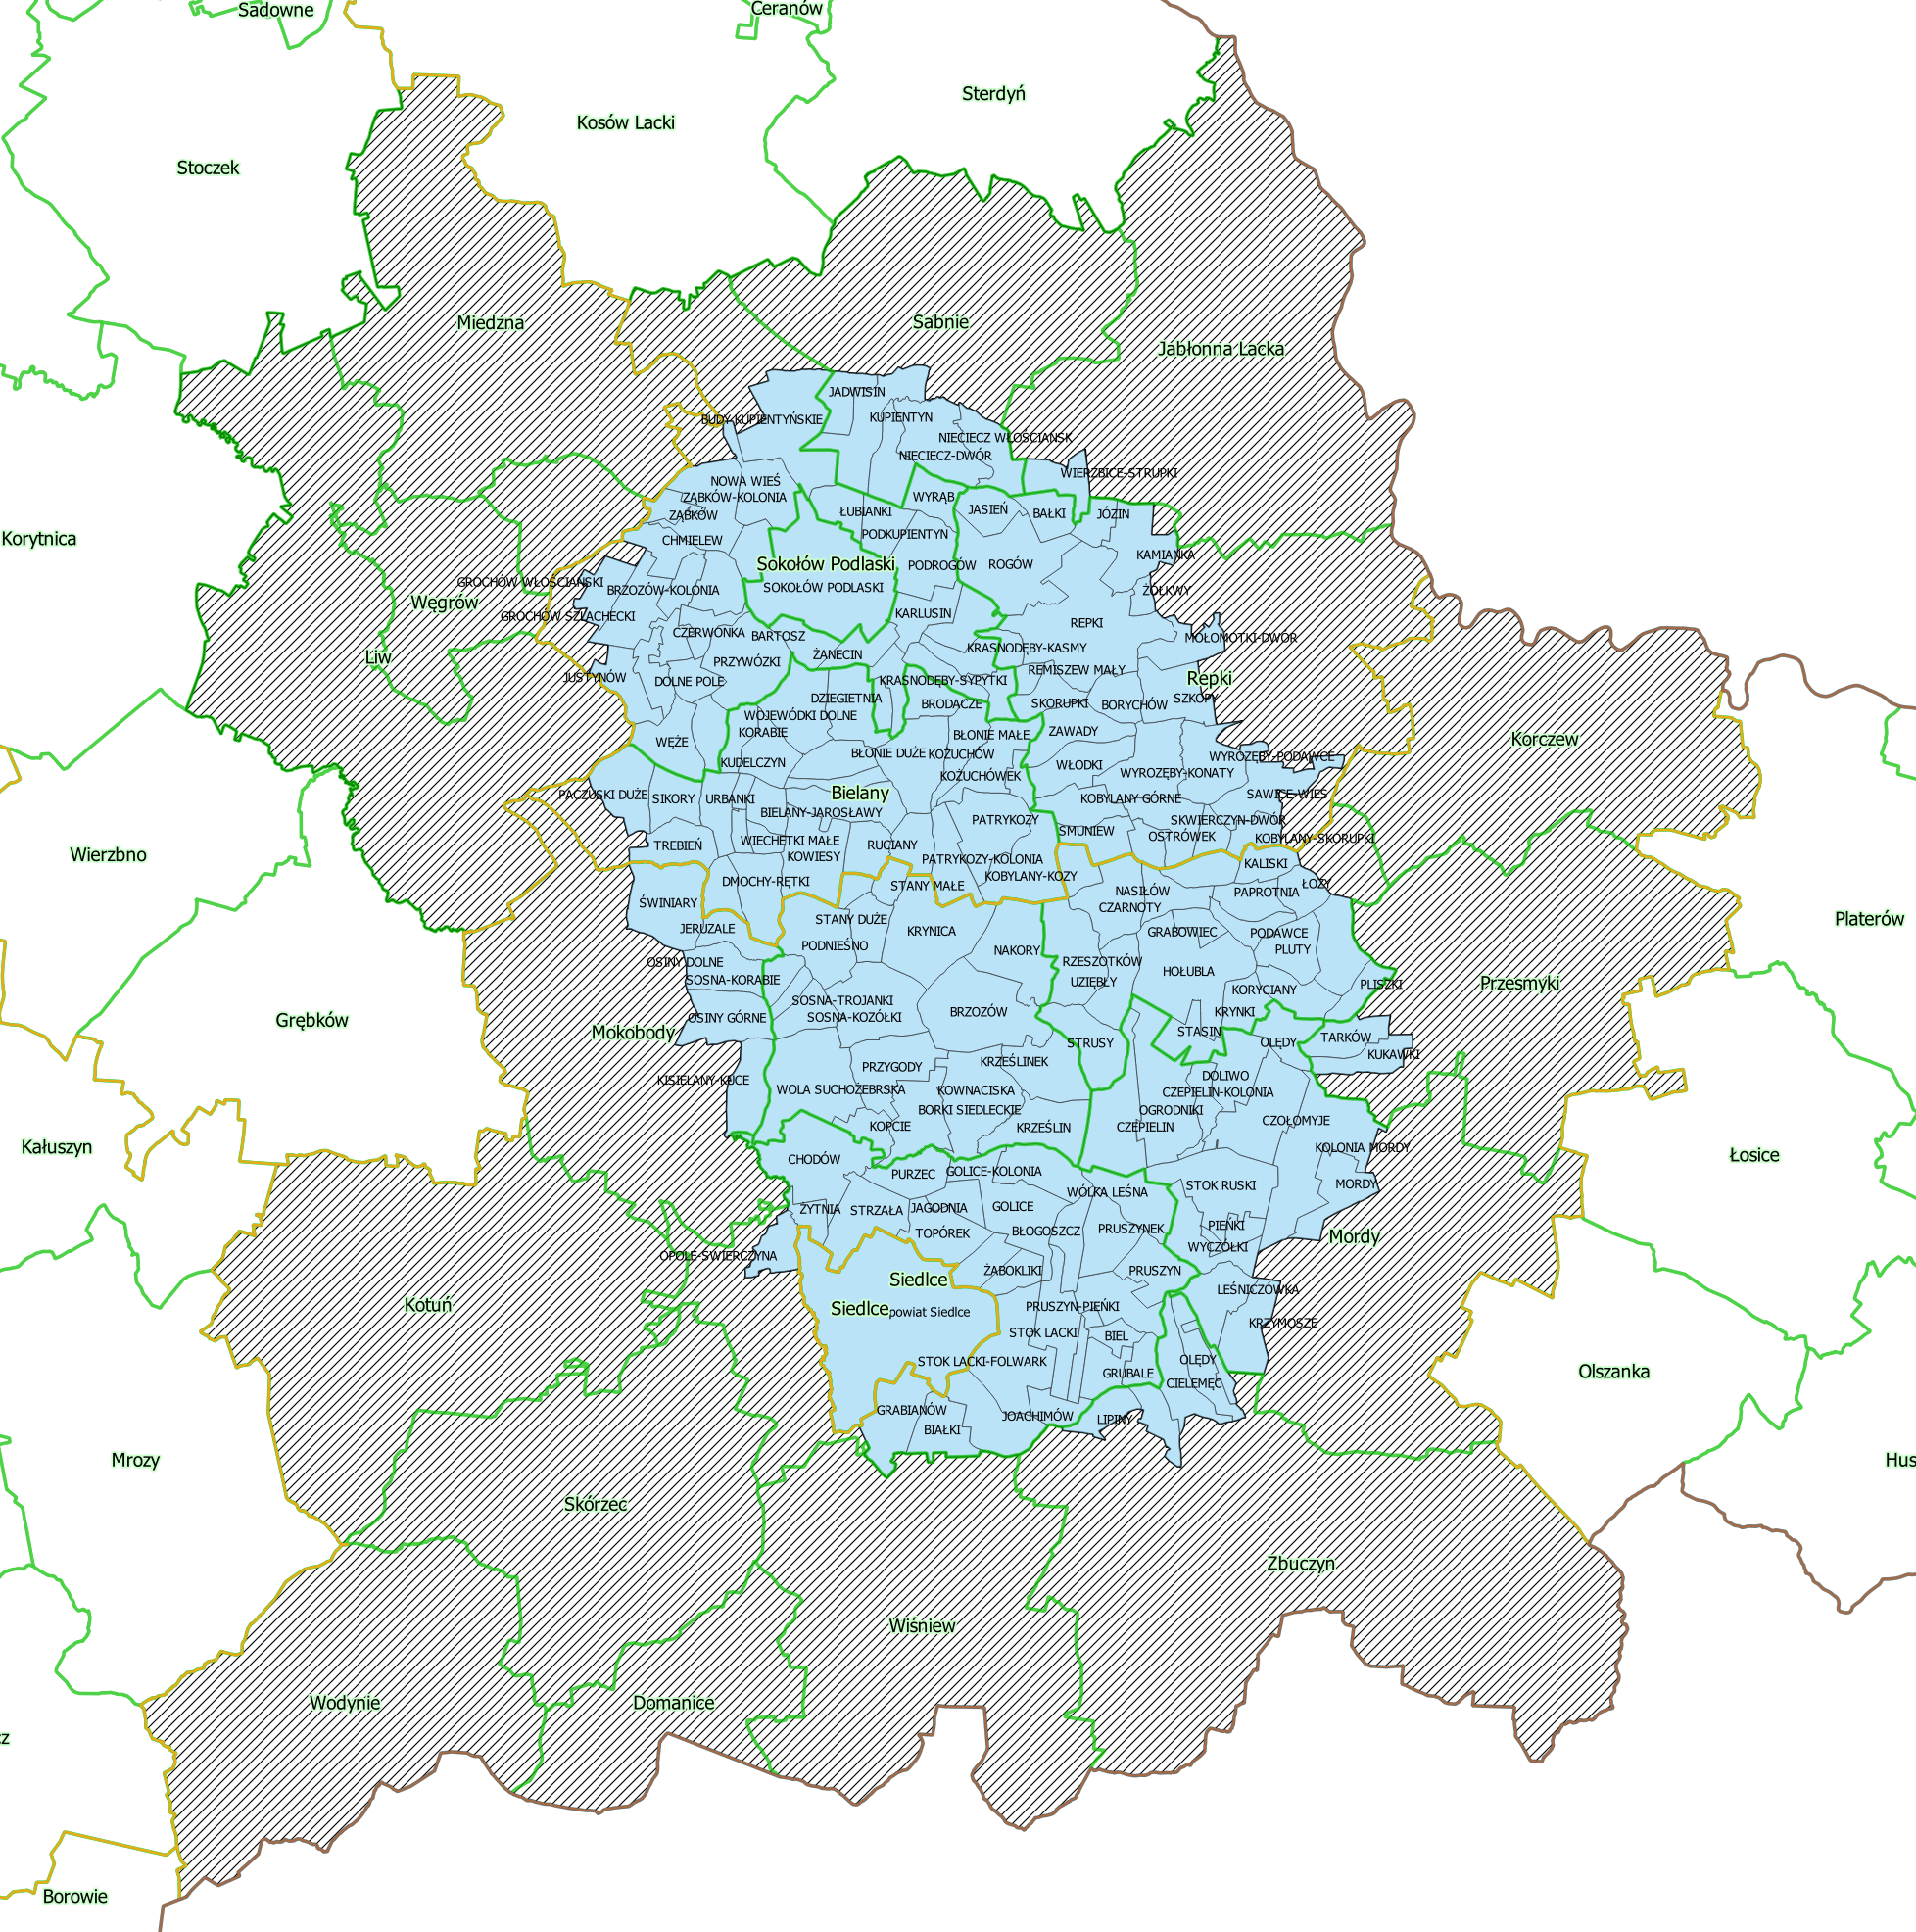 Sadowne
Ceranów
Sterdyń
Kosów Lacki
Stoczek
Miedzna
Sabnie
Jabłonna Lacka
JADWISIN
BUDY-KUPIENTYŃSKIE
KUPIENTYN
NIECIECZ WŁOŚCIAŃSK
NIECIECZ-DWÓR
WIERZBICE-STRUPKI
NOWA WIEŚ
ZĄBKÓW-KOLONIA
WYRĄB
ZĄBKÓW
ŁUBIANKI
JASIEŃ
BAŁKI
JÓZIN
Korytnica
CHMIELEW
PODKUPIENTYN
KAMIANKA
Sokołów Podlaski
PODROGÓW
ROGÓW
GROCHÓW WŁOŚCIAŃSKI
BRZOZÓW-KOLONIA
SOKOŁÓW PODLASKI
ŻÓŁKWY
Węgrów
GROCHÓW SZLACHECKI
KARLUSIN
REPKI
CZERWONKA
BARTOSZ
MOŁOMOTKI-DWÓR
Liw
ŻANECIN
KRASNODĘBY-KASMY
PRZYWÓZKI
REMISZEW MAŁY
JUSTYNÓW
DOLNE POLE
KRASNODĘBY-SYPYTKI
Repki
DZIEGIETNIA
BRODACZE
SKORUPKI
BORYCHÓW
SZKOPY
WOJEWÓDKI DOLNE
KORABIE
BŁONIE MAŁE
ZAWADY
Korczew
WĘŻE
BŁONIE DUŻE
KOŻUCHÓW
WYROZĘBY-PODAWCE
KUDELCZYN
KOŻUCHÓWEK
WŁODKI
WYROZĘBY-KONATY
PACZUSKI DUŻE
SIKORY
URBANKI
Bielany
KOBYLANY GÓRNE
SAWICE-WIEŚ
BIELANY-JAROSŁAWY
PATRYKOZY
SKWIERCZYN-DWÓR
SMUNIEW
OSTRÓWEK
KOBYLANY-SKORUPKI
TREBIEŃ
WIECHETKI MAŁE
RUCIANY
Wierzbno
KOWIESY
PATRYKOZY-KOLONIA
KALISKI
DMOCHY-RĘTKI
STANY MAŁE
KOBYLANY-KOZY
NASIŁÓW
PAPROTNIA
ŁOZY
ŚWINIARY
CZARNOTY
Platerów
JERUZALE
STANY DUŻE
KRYNICA
GRABOWIEC
PODAWCE
PODNIEŚNO
NAKORY
PLUTY
OSINY DOLNE
RZESZOTKÓW
HOŁUBLA
SOSNA-KORABIE
UZIĘBŁY
PLISZKI
Przesmyki
KORYCIANY
SOSNA-TROJANKI
Grębków
OSINY GÓRNE
SOSNA-KOZÓŁKI
BRZOZÓW
KRYNKI
Mokobody
STASIN
TARKÓW
STRUSY
OLĘDY
KUKAWKI
PRZYGODY
KRZEŚLINEK
KISIELANY-KUCE
DOLIWO
WOLA SUCHOŻEBRSKA
KOWNACISKA
CZEPIELIN-KOLONIA
BORKI SIEDLECKIE
OGRODNIKI
KOPCIE
KRZEŚLIN
CZEPIELIN
CZOŁOMYJE
Kałuszyn
KOLONIA MORDY
Łosice
CHODÓW
PURZEC
GOLICE-KOLONIA
WÓLKA LEŚNA
STOK RUSKI
MORDY
ŻYTNIA
STRZAŁA
JAGODNIA
GOLICE
TOPÓREK
BŁOGOSZCZ
PRUSZYNEK
PIEŃKI
WYCZÓŁKI
Mordy
OPOLE-ŚWIERCZYNA
ŻABOKLIKI
PRUSZYN
Siedlce
LEŚNICZÓWKA
Kotuń
Siedlce
powiat Siedlce
PRUSZYN-PIEŃKI
KRZYMOSZE
STOK LACKI
BIEL
STOK LACKI-FOLWARK
OLĘDY
Olszanka
GRUBALE
CIELEMĘC
GRABIANÓW
JOACHIMÓW
LIPINY
BIAŁKI
Mrozy
Hus
Skórzec
Zbuczyn
Wiśniew
Wodynie
Domanice
cz
Borowie